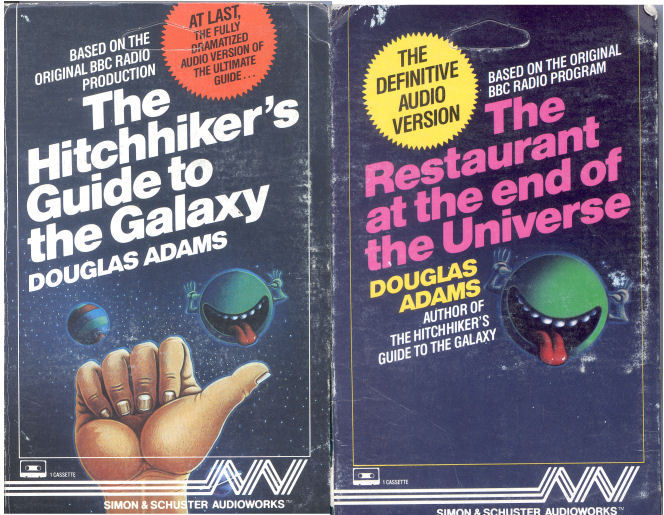 BASED ON THE
ORIGINAL BBC RADIO
PRODUCTION
AT LAST,
THE FULLY
DRAMATIZED
AUDIO VERSION OF
THE ULTIMATE
GUIDE...
The
Hitchhiker's
Guide to
the Galaxy
DOUGLAS ADAMS
1 CASSETTE
SIMON & SCHUSTER AUDIOWORKS™
THE
DEFINITIVE
AUDIO
VERSION
BASED ON THE ORIGINAL
BBC RADIO PROGRAM
The
Restaurant
at the end of
the Universe
DOUGLAS
ADAMS
AUTHOR OF
THE HITCHHIKER'S
GUIDE TO THE GALAXY
1 CASSETTE
SIMON & SCHUSTER AUDIOWORKS™